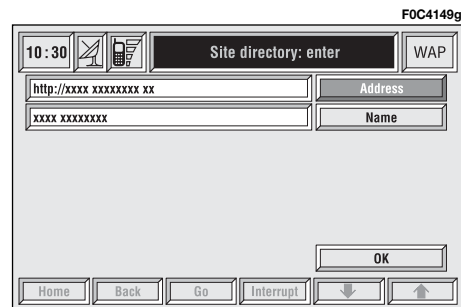 F0C4149g
10:30 Site directory: enter WAP
http://xxxx xxxxxxxx xx Address
xxxx xxxxxxxx Name
OK
Home Back Go Interrupt